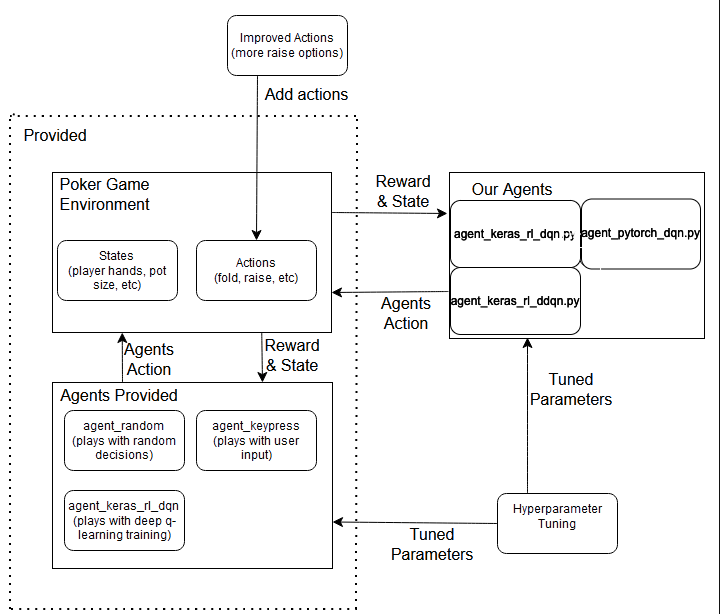 Improved Actions
(more raise options)
Add actions
Provided
Poker Game
Environment
States
(player hands, pot
size, etc)
Actions
(fold, raise, etc)
Reward
& State
Agents
Action
Our Agents
agent_keras_rl_dqn.py
agent_pytorch_dqn.py
agent_keras_rl_ddqn.py
Agents
Action
Reward
& State
Agents Provided
agent_random
(plays with random
decisions)
agent_keypress
(plays with user
input)
agent_keras_rl_dqn
(plays with deep q-
learning training)
Tuned
Parameters
Hyperparameter
Tuning
Tuned
Parameters